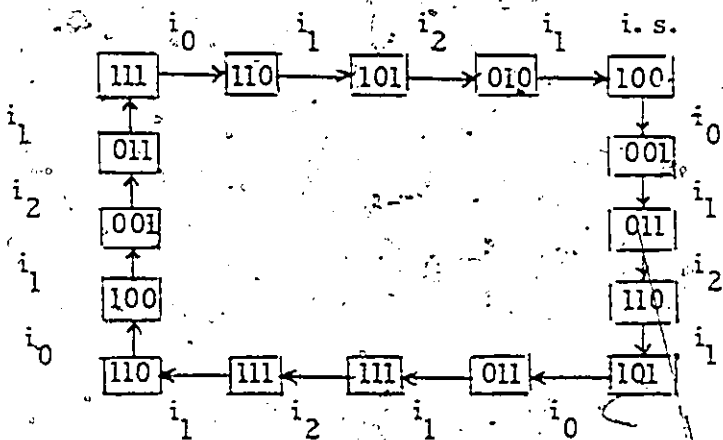 i0 i1 i2 i1 i.s.
111 110 101 010 100
i1 i0
011 001
i2 i1
001 011
i1 i2
100 110
i0 i1
110 111 111 011 101
i1 i2 i1 i0